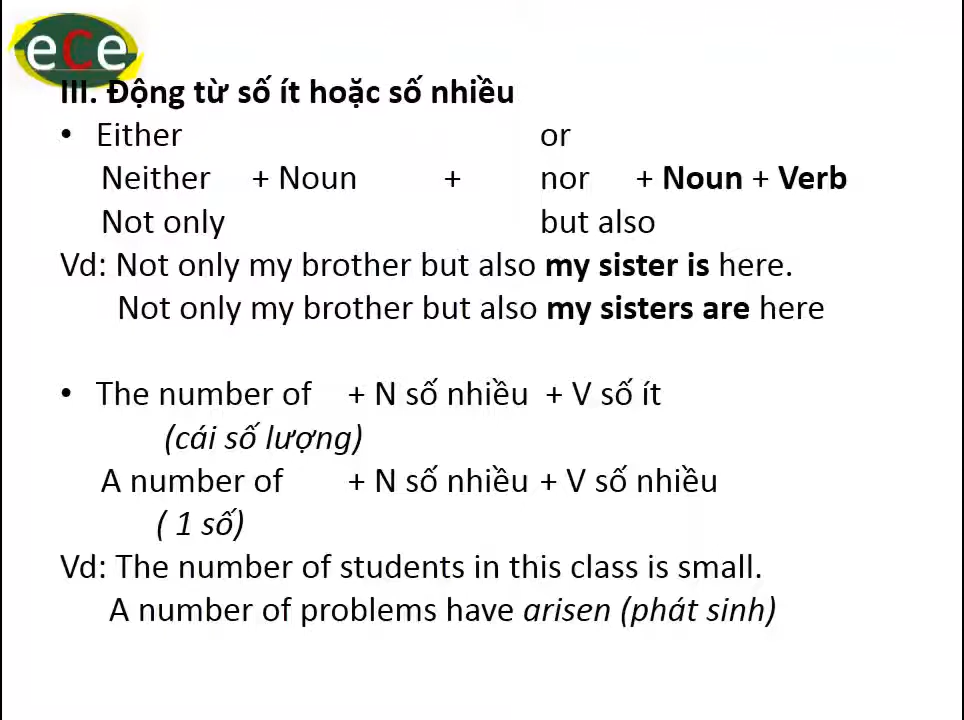 ece
III. Động từ số ít hoặc số nhiều
• Either or
Neither + Noun + nor + Noun + Verb
Not only but also
Vd: Not only my brother but also my sister is here.
Not only my brother but also my sisters are here
• The number of + N số nhiều + V số ít
(cái số lượng)
A number of + N số nhiều + V số nhiều
( 1 số)
Vd: The number of students in this class is small.
A number of problems have arisen (phát sinh)